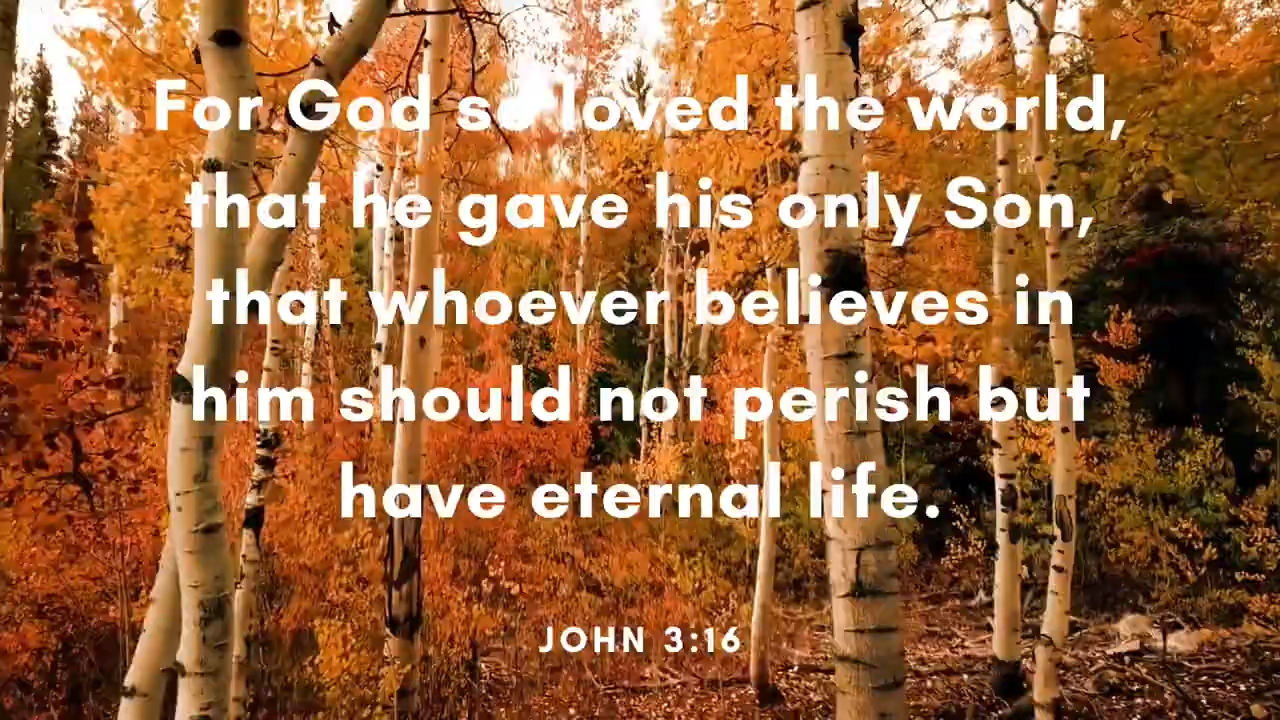 For God so loved the world,
that he gave his only Son,
that whoever believes in
him should not perish but
have eternal life.
JOHN 3:16